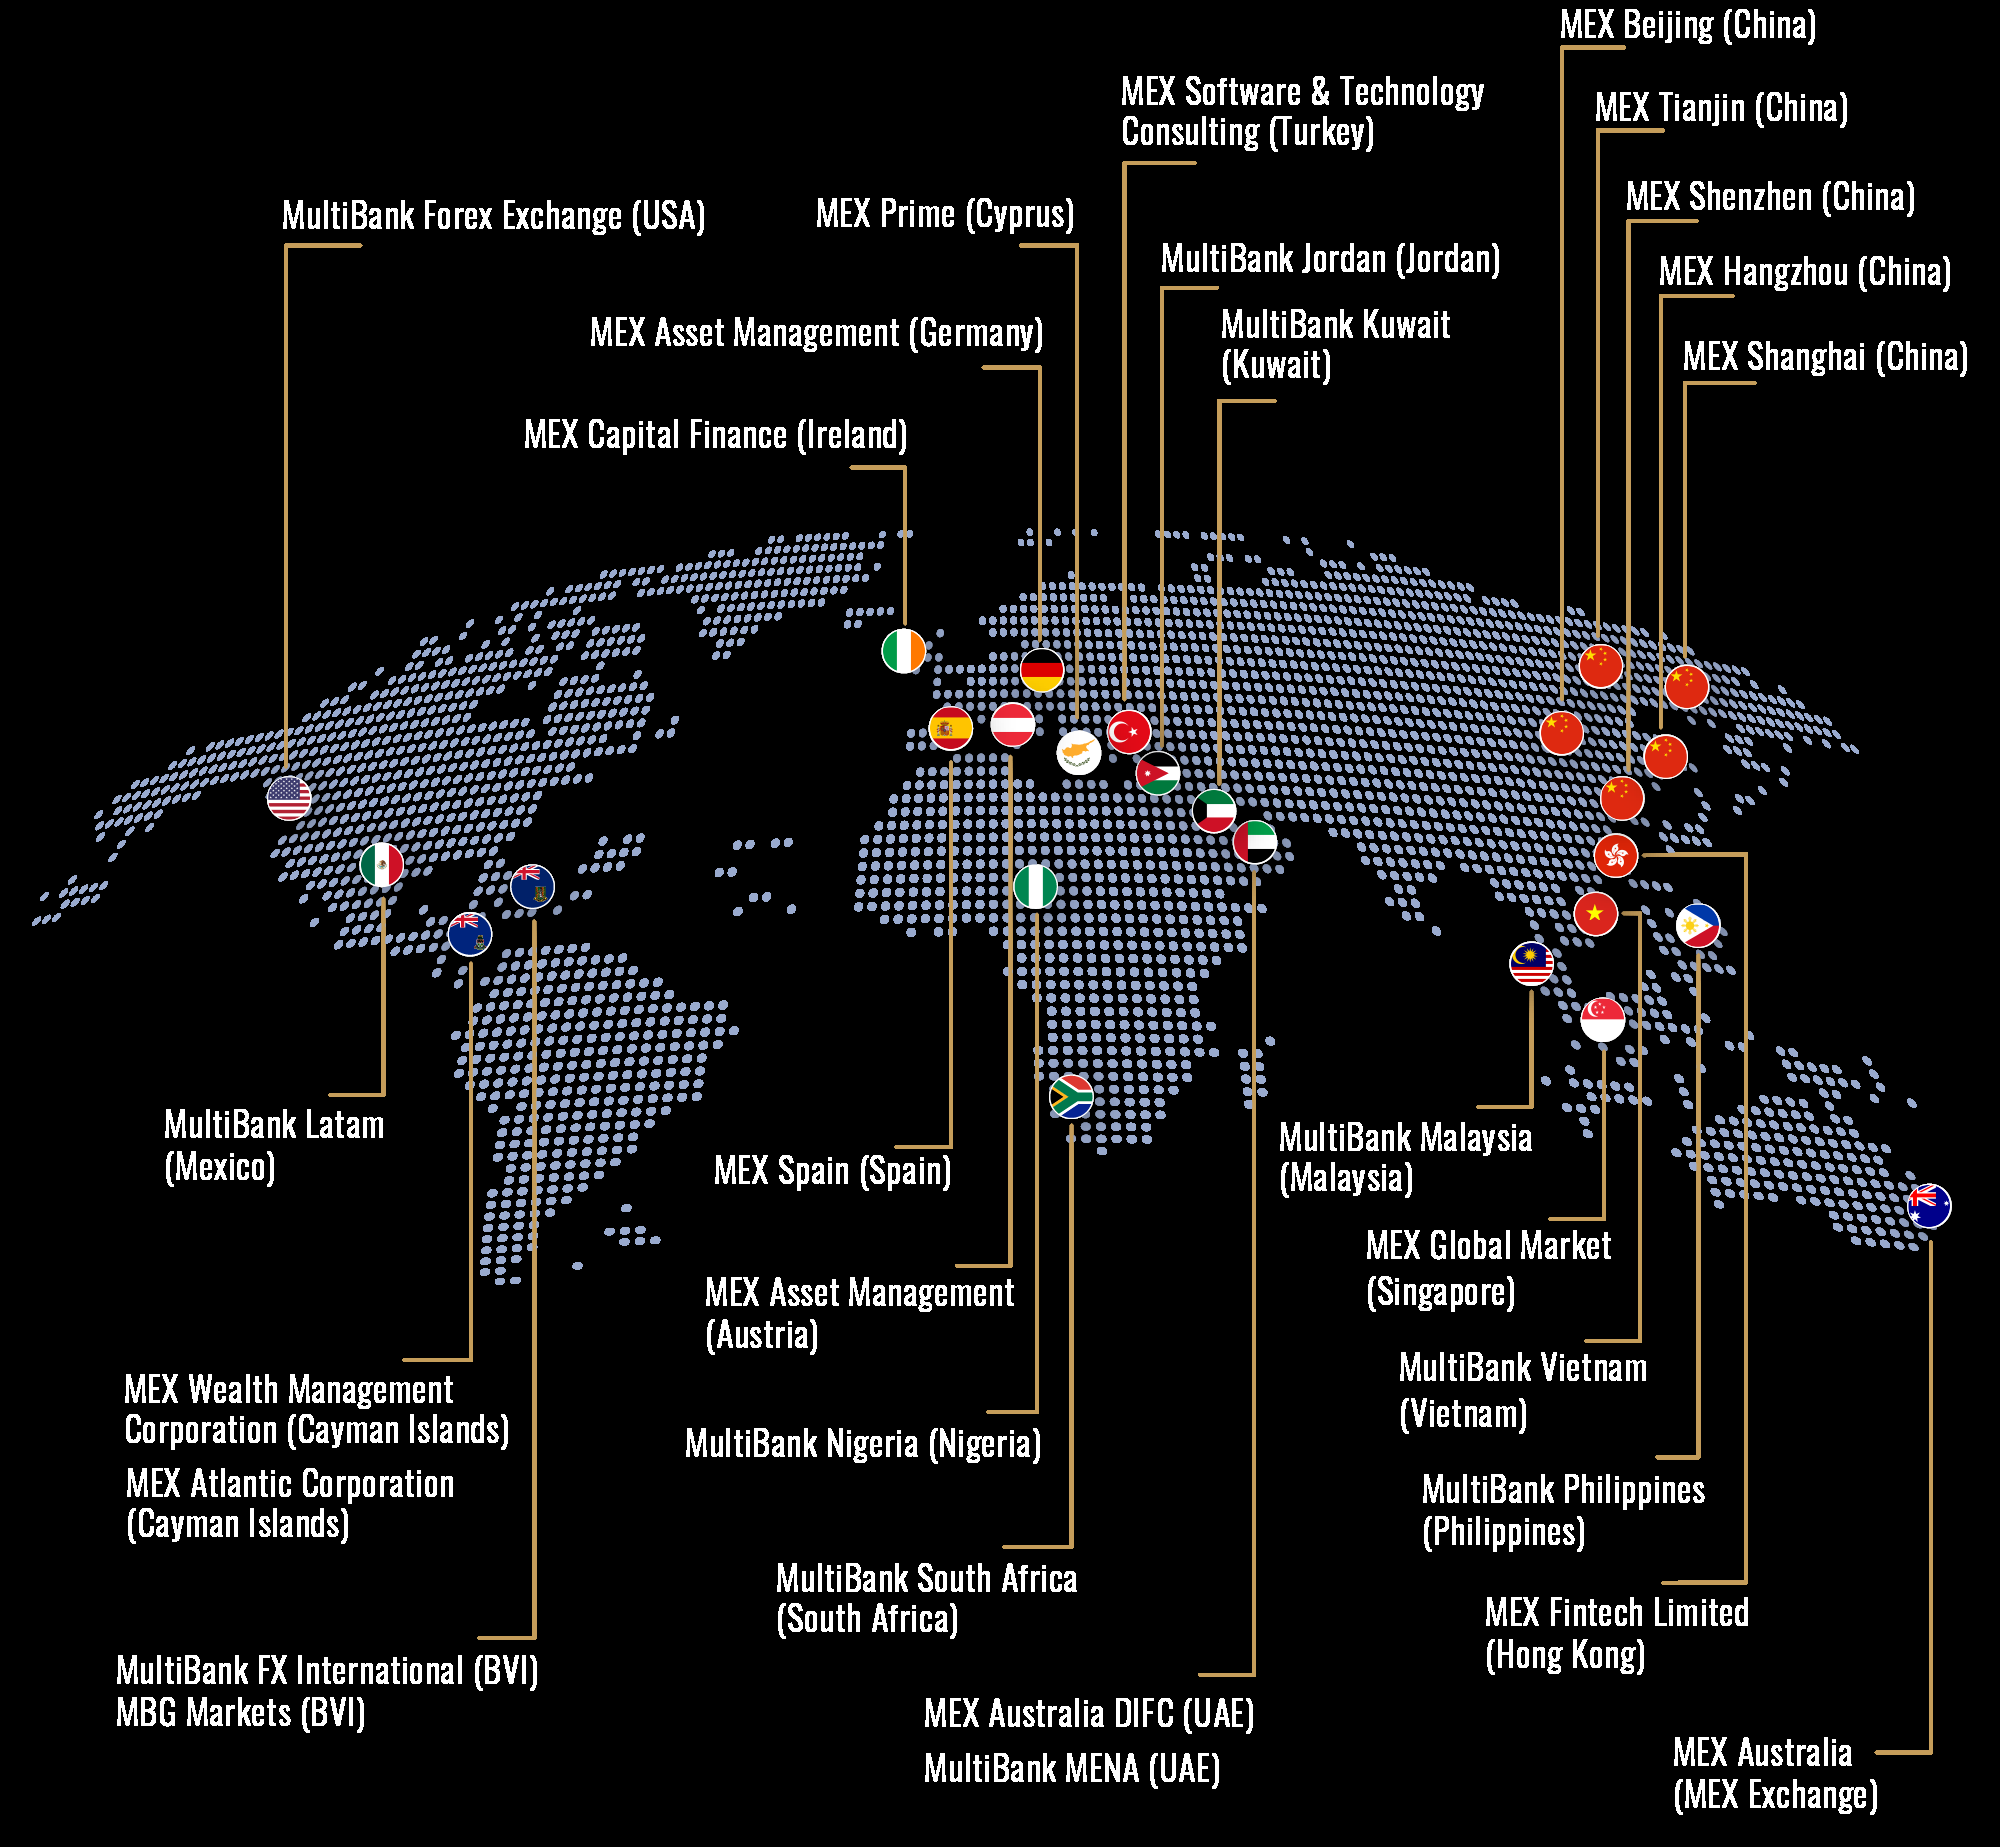 MEX Beijing (China)
MEX Software & Technology
Consulting (Turkey)
MEX Tianjin (China)
MultiBank Forex Exchange (USA)
MEX Prime (Cyprus)
MEX Shenzhen (China)
MultiBank Jordan (Jordan)
MEX Hangzhou (China)
MEX Asset Management (Germany)
MultiBank Kuwait
(Kuwait)
MEX Shanghai (China)
MEX Capital Finance (Ireland)
MultiBank Latam
(Mexico)
MEX Spain (Spain)
MultiBank Malaysia
(Malaysia)
MEX Global Market
(Singapore)
MEX Asset Management
(Austria)
MultiBank Vietnam
(Vietnam)
MEX Wealth Management
Corporation (Cayman Islands)
MEX Atlantic Corporation
(Cayman Islands)
MultiBank Nigeria (Nigeria)
MultiBank Philippines
(Philippines)
MultiBank South Africa
(South Africa)
MEX Fintech Limited
(Hong Kong)
MultiBank FX International (BVI)
MBG Markets (BVI)
MEX Australia DIFC (UAE)
MultiBank MENA (UAE)
MEX Australia
(MEX Exchange)